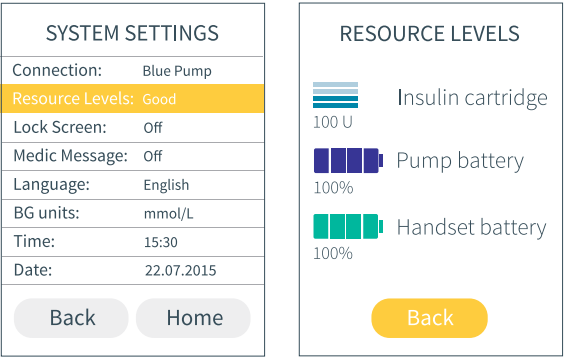 SYSTEM SETTINGS
Connection: Blue Pump
Resource Levels: Good
Lock Screen: Off
Medic Message: Off
Language: English
BG units: mmol/L
Time: 15:30
Date: 22.07.2015
Back Home
RESOURCE LEVELS
Insulin cartridge
100 U
Pump battery
100%
Handset battery
100%
Back